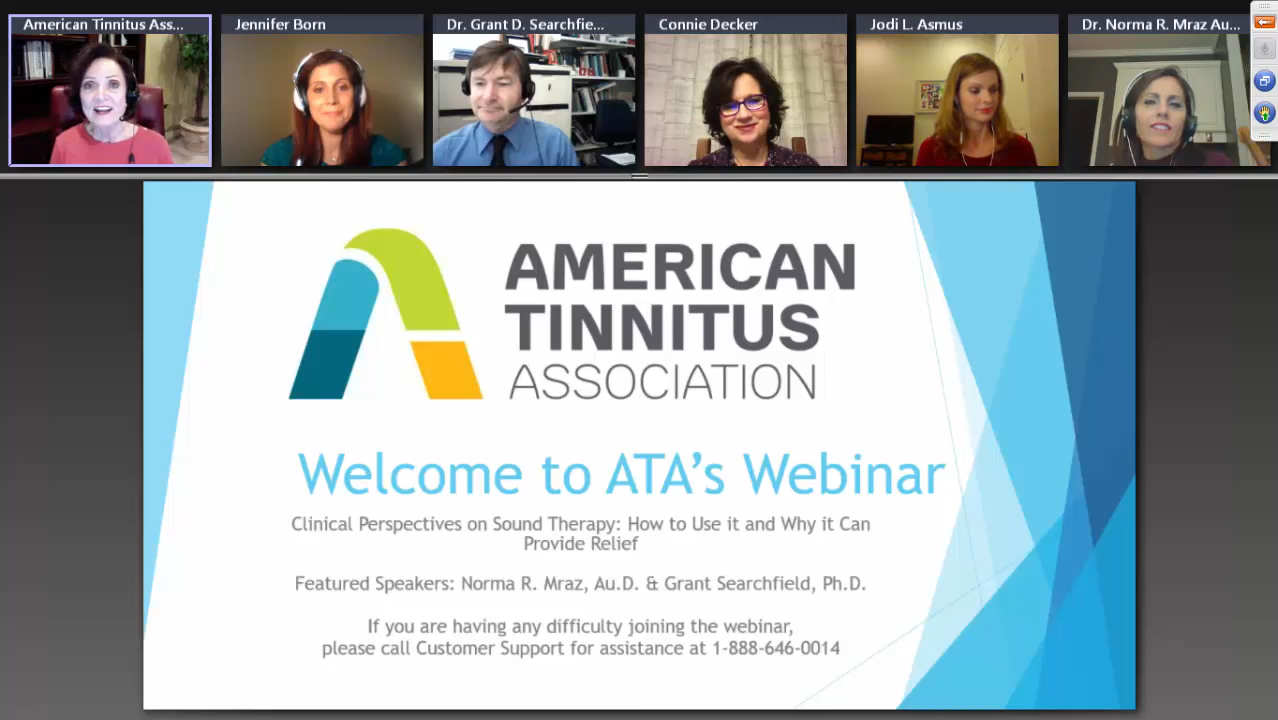 American Tinnitus Ass...
Jennifer Born
Dr. Grant D. Searchfie...
Connie Decker
Jodi L. Asmus
Dr. Norma R. Mraz Au...
AMERICAN
TINNITUS
ASSOCIATION
Welcome to ATA's Webinar
Clinical Perspectives on Sound Therapy: How to Use it and Why it Can
Provide Relief
Featured Speakers: Norma R. Mraz, Au.D. & Grant Searchfield, Ph.D.
If you are having any difficulty joining the webinar,
please call Customer Support for assistance at 1-888-646-0014